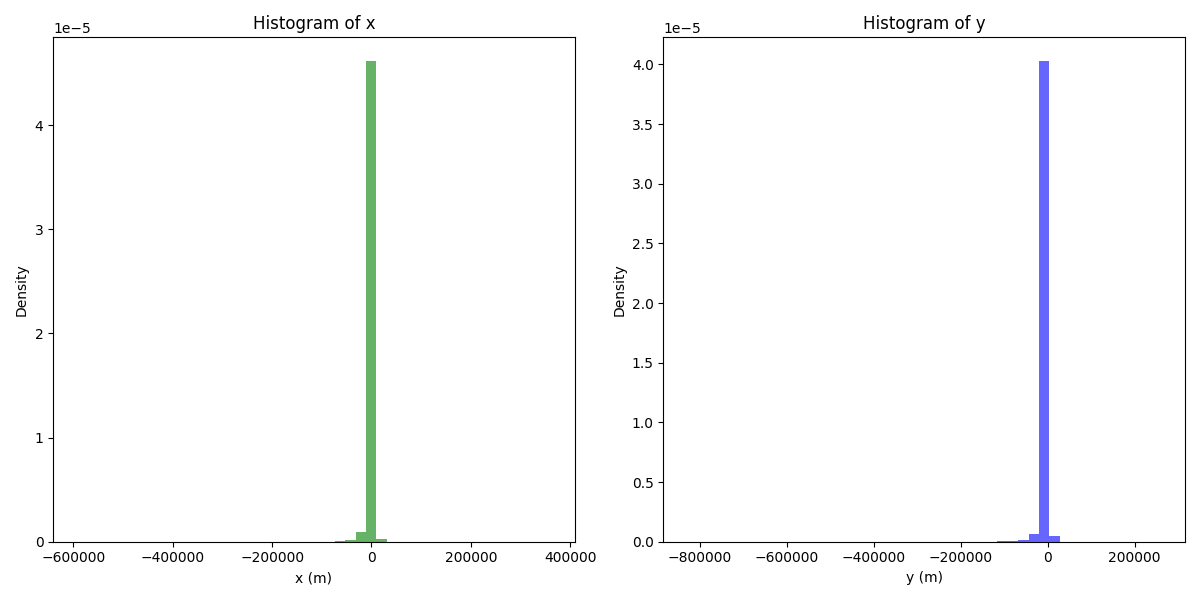 Histogram of x
1e−5
4
3
2
1
0
Density
−600000 −400000 −200000 0 200000 400000
x (m)
Histogram of y
1e−5
4.0
3.5
3.0
2.5
2.0
1.5
1.0
0.5
0.0
Density
−800000 −600000 −400000 −200000 0 200000
y (m)